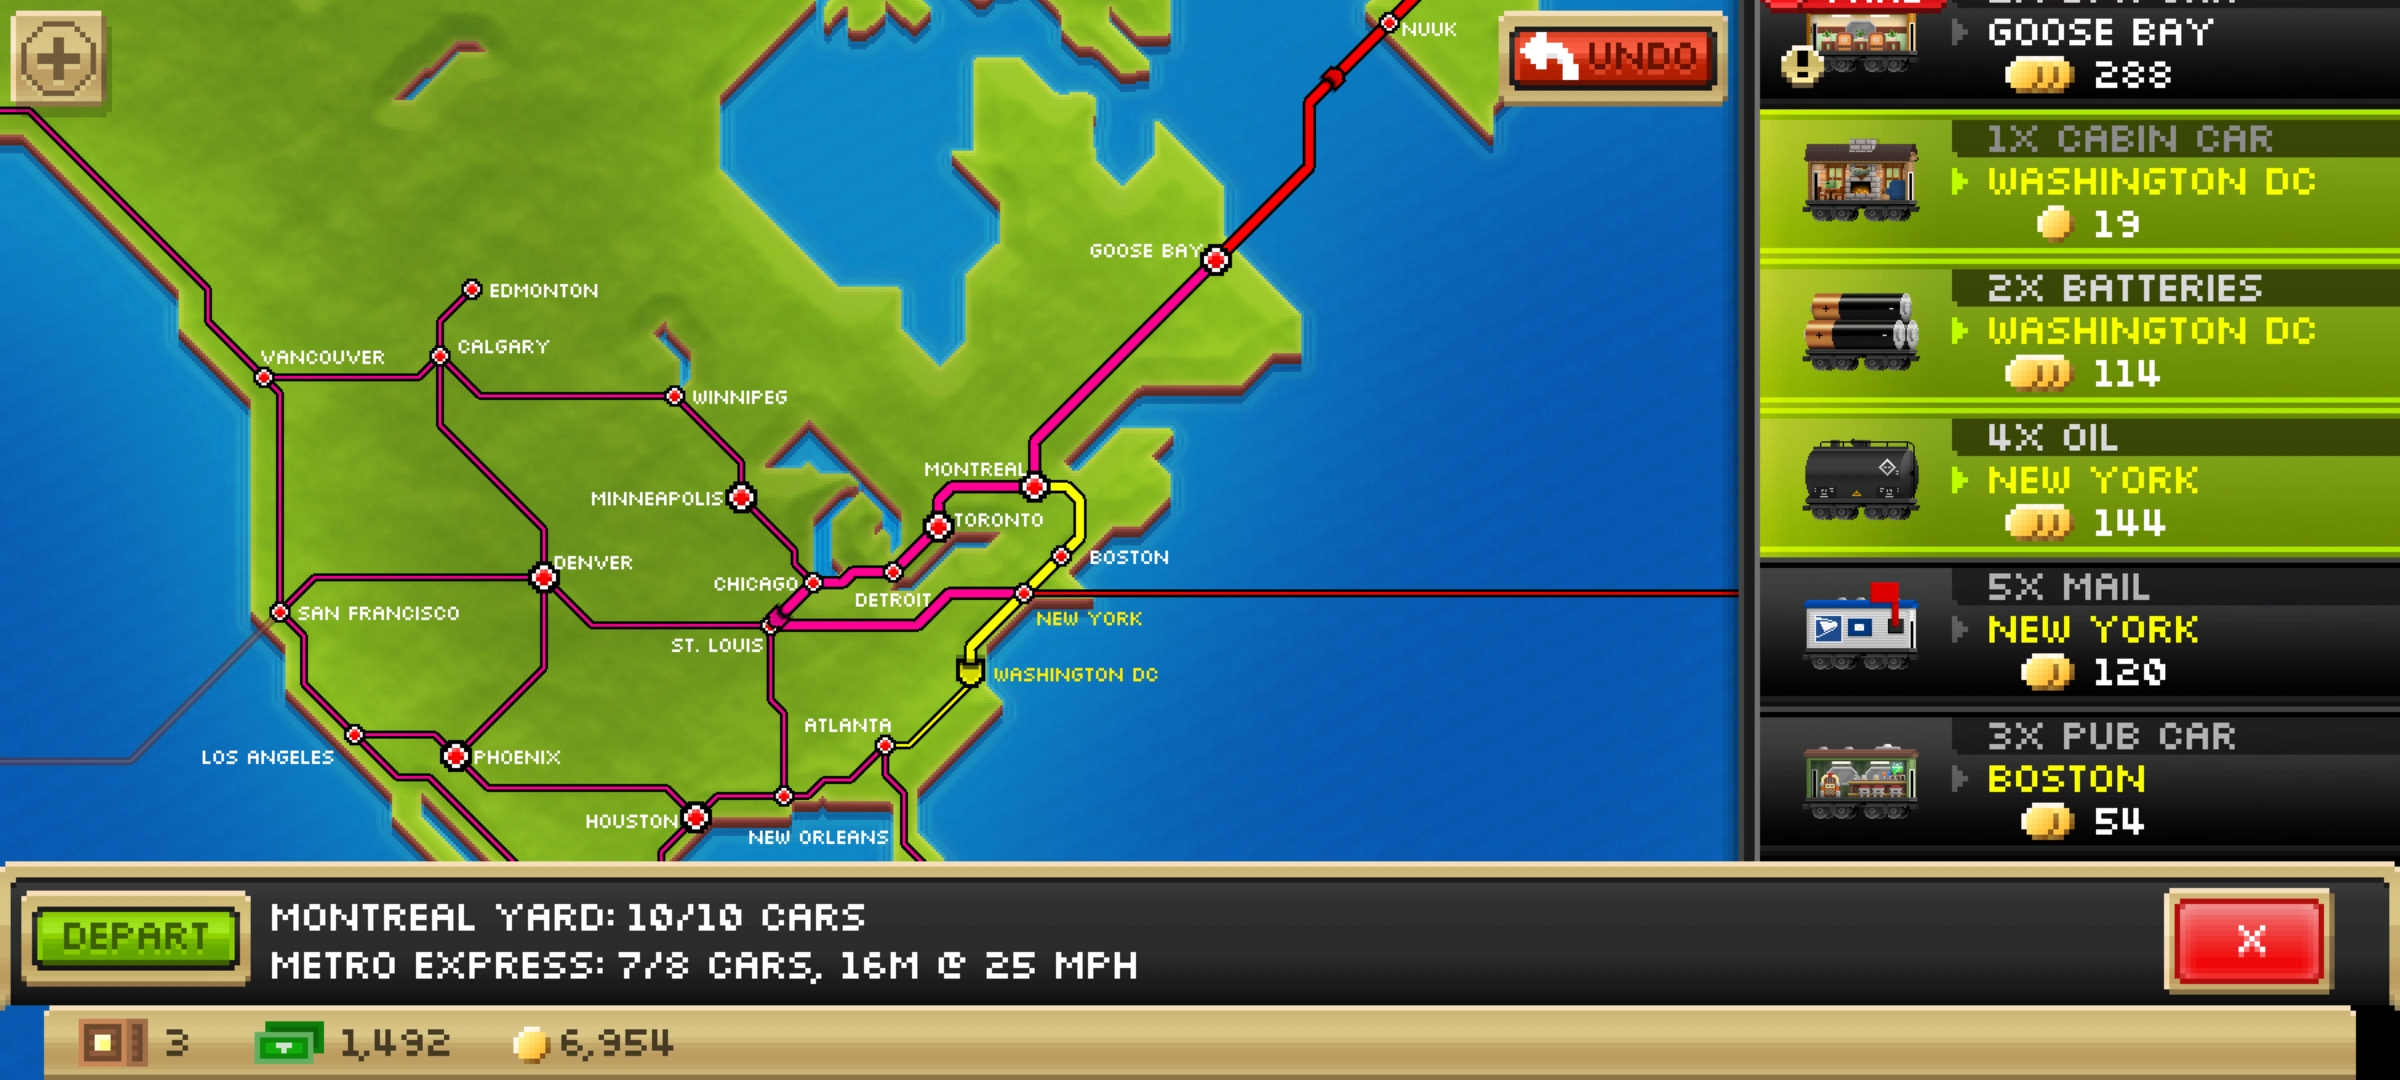 NUUK
UNDO
GOOSE BAY
288
1X CABIN CAR
WASHINGTON DC
19
2X BATTERIES
WASHINGTON DC
114
4X OIL
NEW YORK
144
5X MAIL
NEW YORK
120
3X PUB CAR
BOSTON
54
GOOSE BAY
EDMONTON
VANCOUVER
CALGARY
WINNIPEG
MONTREAL
MINNEAPOLIS
TORONTO
BOSTON
DENVER
CHICAGO
DETROIT
SAN FRANCISCO
NEW YORK
ST. LOUIS
WASHINGTON DC
ATLANTA
LOS ANGELES
PHOENIX
HOUSTON
NEW ORLEANS
DEPART
MONTREAL YARD: 10/10 CARS
METRO EXPRESS: 7/8 CARS, 16M @ 25 MPH
X
3
1,492
6,954